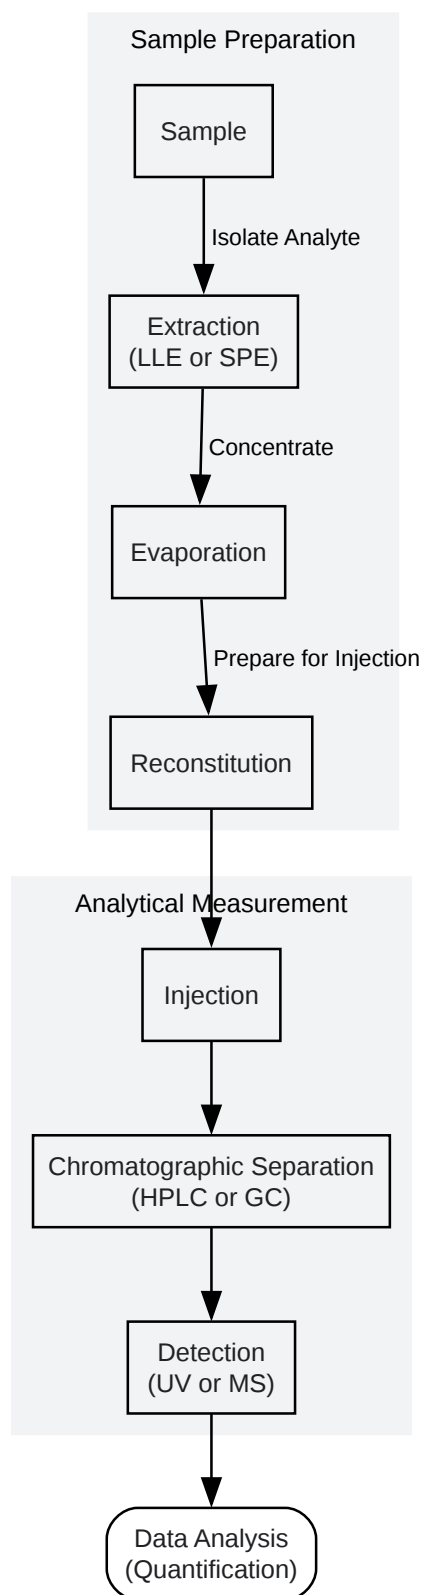 Sample Preparation
Sample
Isolate Analyte
Extraction
(LLE or SPE)
Concentrate
Evaporation
Prepare for Injection
Reconstitution
Analytical Measurement
Injection
Chromatographic Separation
(HPLC or GC)
Detection
(UV or MS)
Data Analysis
(Quantification)